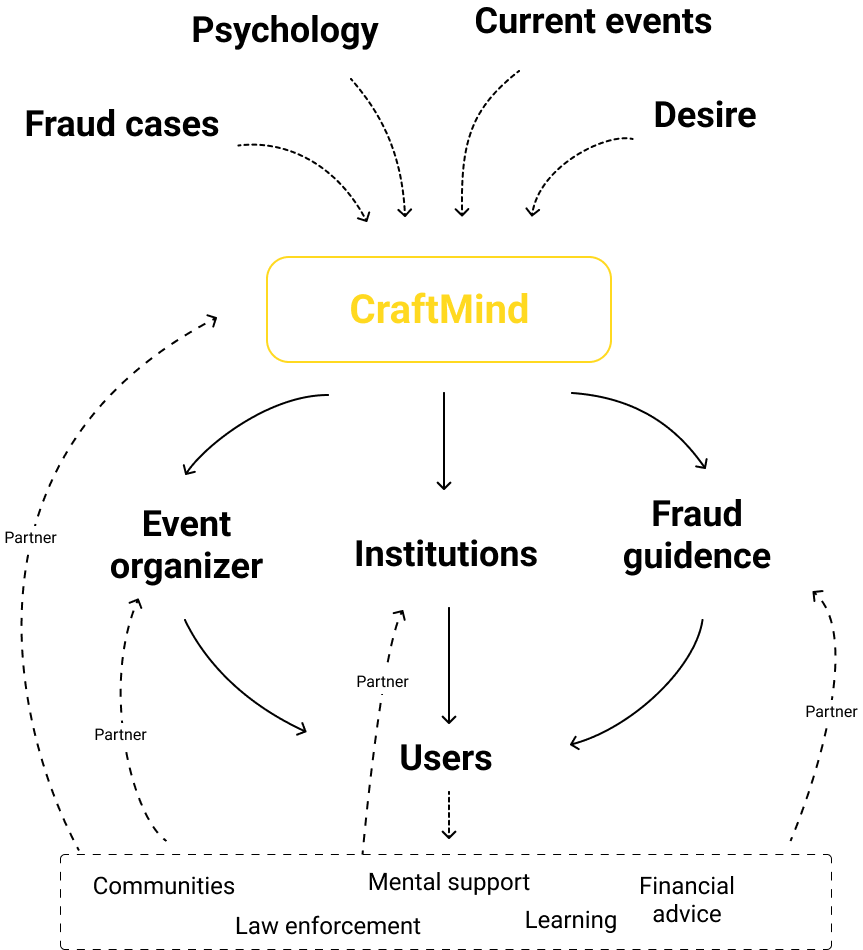 Psychology
Current events
Fraud cases
Desire
CraftMind
Event
organizer
Institutions
Fraud
guidence
Partner
Partner
Partner
Partner
Users
Communities
Mental support
Financial
advice
Law enforcement
Learning